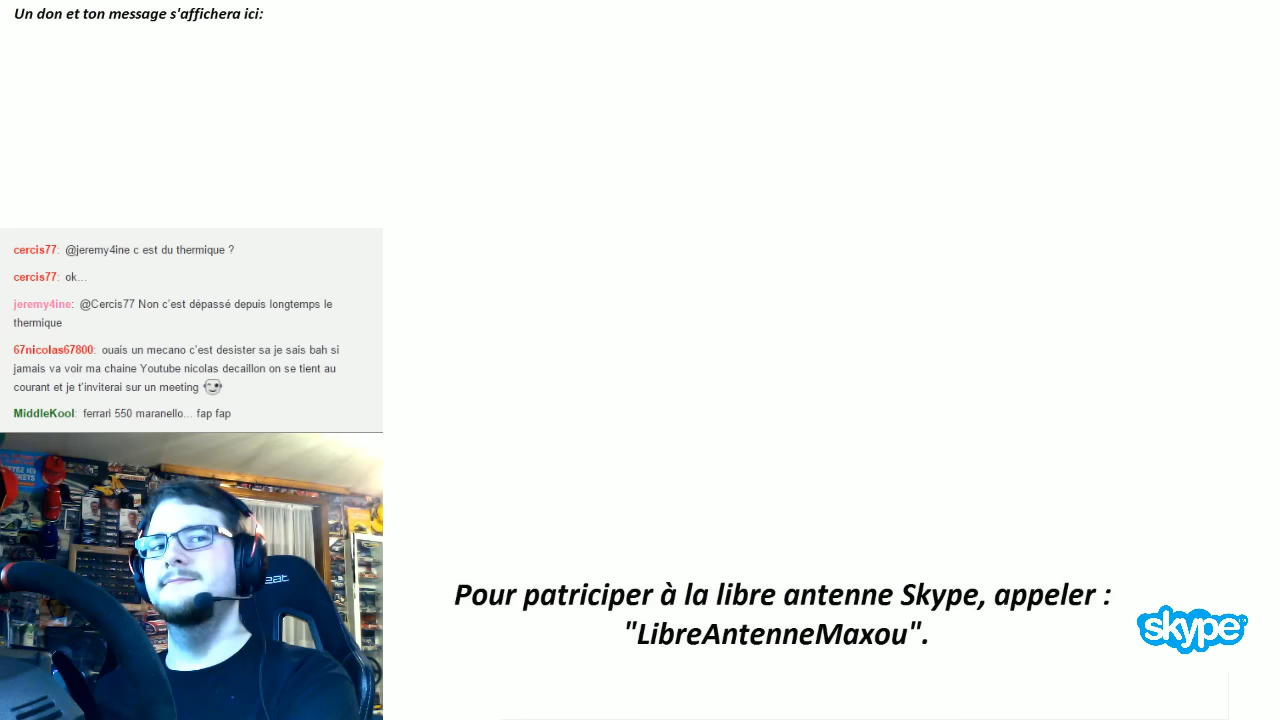 Un don et ton message s'affichera ici:
cercis77: @jeremy4ine c est du thermique ?
cercis77: ok...
jeremy4ine: @Cercis77 Non c'est dépassé depuis longtemps le
thermique
67nicolas67800: ouais un mecano c'est desister sa je sais bah si
jamais va voir ma chaine Youtube nicolas decaillon on se tient au
courant et je t'inviterai sur un meeting
MiddleKool: ferrari 550 maranello... fap fap
Pour patriciper à la libre antenne Skype, appeler :
"LibreAntenneMaxou".
skype
eat